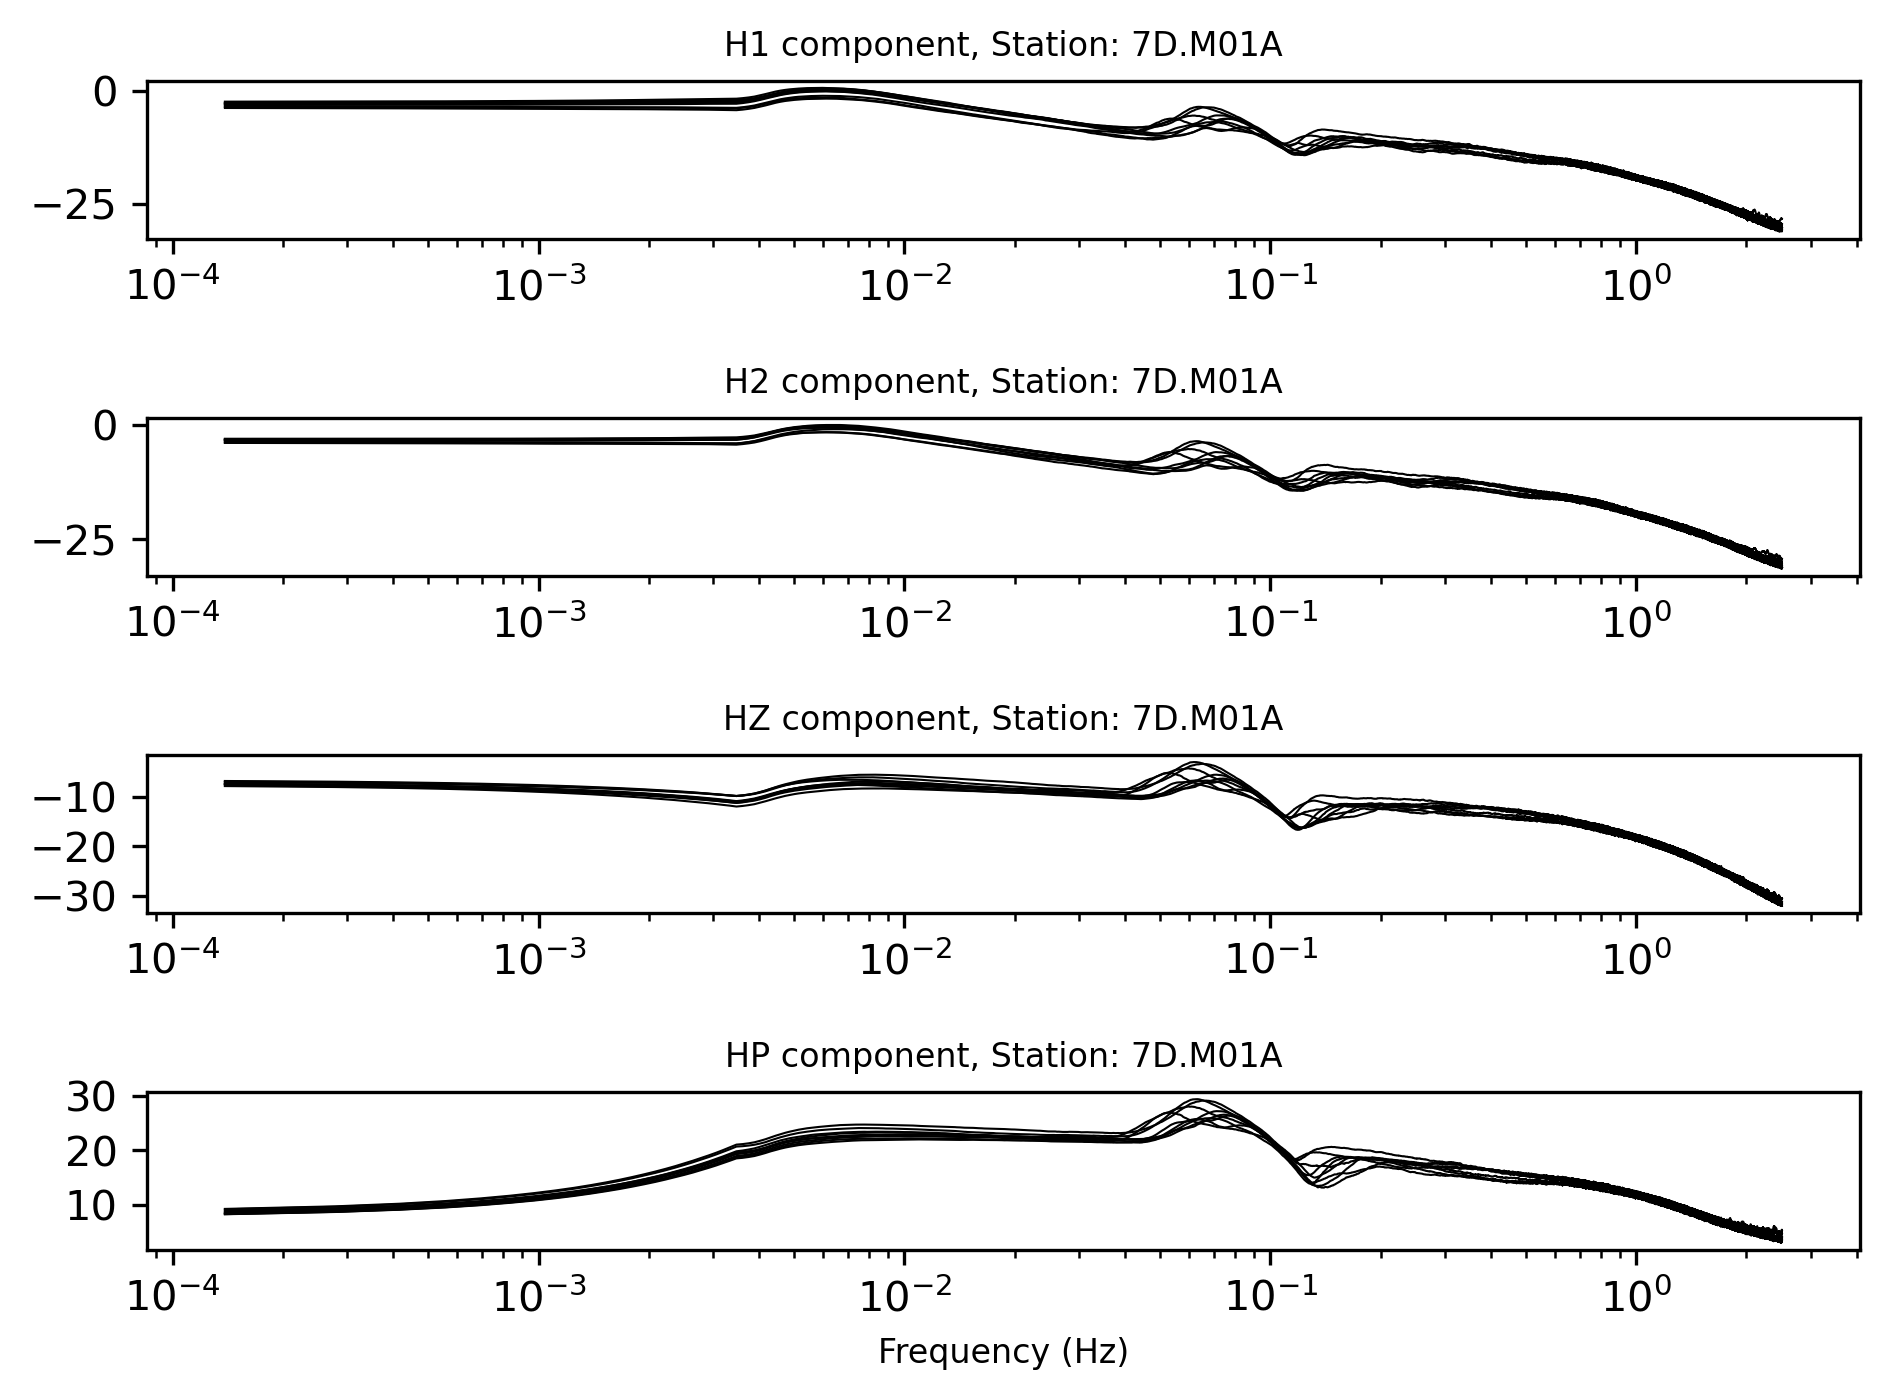 H1 component, Station: 7D.M01A
0
−25
10⁻⁴ 10⁻³ 10⁻² 10⁻¹ 10⁰
H2 component, Station: 7D.M01A
0
−25
10⁻⁴ 10⁻³ 10⁻² 10⁻¹ 10⁰
HZ component, Station: 7D.M01A
−10
−20
−30
10⁻⁴ 10⁻³ 10⁻² 10⁻¹ 10⁰
HP component, Station: 7D.M01A
30
20
10
10⁻⁴ 10⁻³ 10⁻² 10⁻¹ 10⁰
Frequency (Hz)